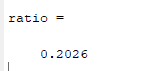 ratio =
0.2026